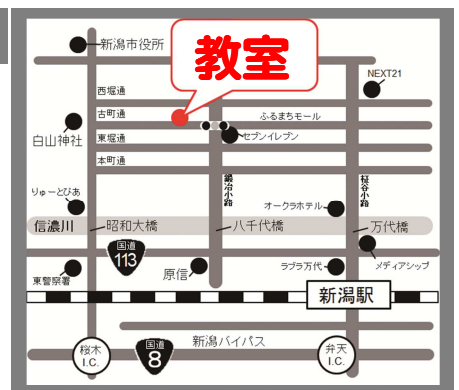 新潟市役所
教室
NEXT21
西堀通
古町通
ふるまちモール
白山神社
東堀通
セブンイレブン
本町通
鍛冶小路
柾谷小路
りゅーとぴあ
オークラホテル
信濃川
昭和大橋
八千代橋
万代橋
国道
113
東警察署
原信
ラブラ万代
メディアシップ
新潟駅
新潟バイパス
桜木
I.C.
国道
8
弁天
I.C.